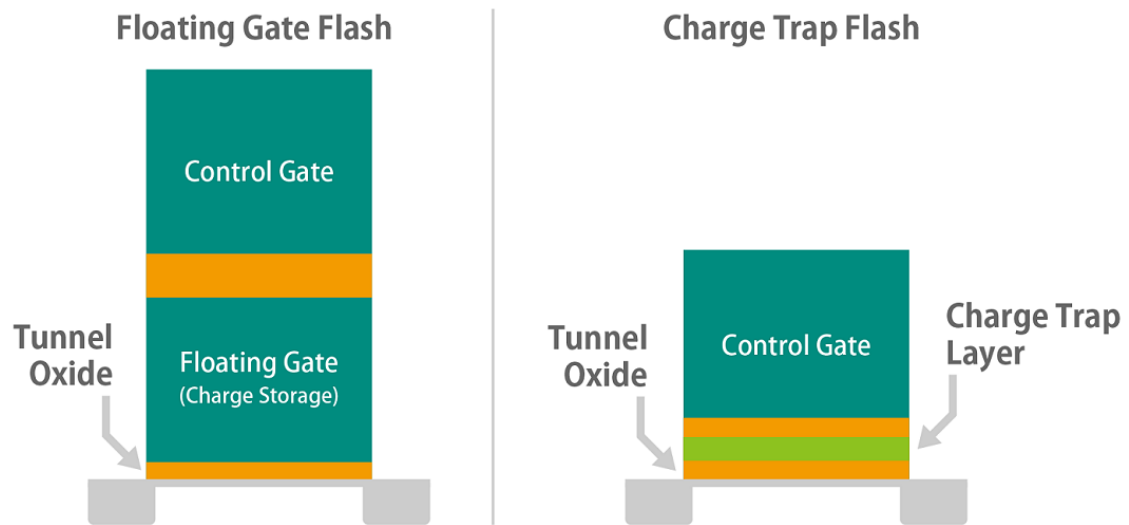 Floating Gate Flash
Control Gate
Floating Gate
(Charge Storage)
Tunnel
Oxide
Charge Trap Flash
Control Gate
Tunnel
Oxide
Charge Trap
Layer